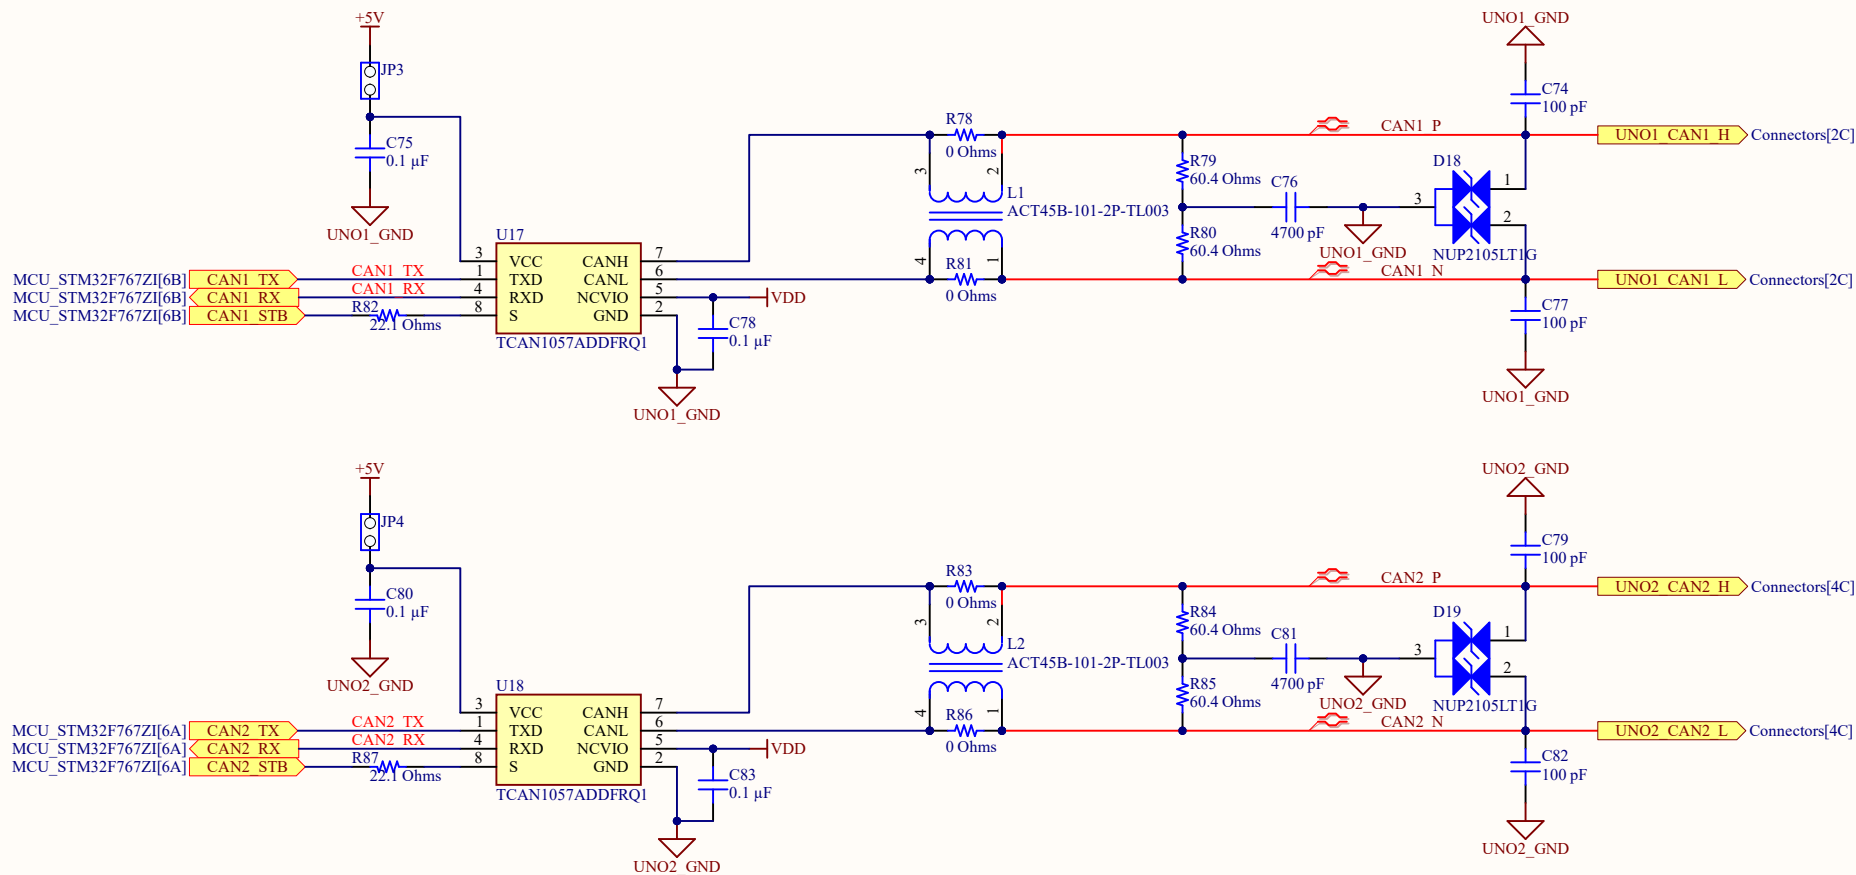 +5V
UNO1_GND
JP3
C74
100 pF
C75
0.1 µF
R78
0 Ohms
CAN1_P
UNO1_CAN1_H
Connectors[2C]
3
2
R79
60.4 Ohms
C76
4700 pF
D18
1
3
2
NUP2105LT1G
L1
ACT45B-101-2P-TL003
UNO1_GND
UNO1_GND
R80
60.4 Ohms
U17
3
VCC
CANH
7
4
1
R81
0 Ohms
CAN1_N
UNO1_CAN1_L
Connectors[2C]
MCU_STM32F767ZI[6B]
CAN1_TX
CAN1_TX
1
TXD
CANL
6
MCU_STM32F767ZI[6B]
CAN1_RX
CAN1_RX
4
RXD
NCVIO
5
VDD
MCU_STM32F767ZI[6B]
CAN1_STB
R82
22.1 Ohms
8
S
GND
2
TCAN1057ADDFRQ1
C78
0.1 µF
C77
100 pF
UNO1_GND
UNO1_GND
+5V
UNO2_GND
JP4
C79
100 pF
C80
0.1 µF
R83
0 Ohms
CAN2_P
UNO2_CAN2_H
Connectors[4C]
3
2
R84
60.4 Ohms
C81
4700 pF
D19
1
3
2
NUP2105LT1G
L2
ACT45B-101-2P-TL003
UNO2_GND
UNO2_GND
R85
60.4 Ohms
U18
3
VCC
CANH
7
4
1
R86
0 Ohms
CAN2_N
UNO2_CAN2_L
Connectors[4C]
MCU_STM32F767ZI[6A]
CAN2_TX
CAN2_TX
1
TXD
CANL
6
MCU_STM32F767ZI[6A]
CAN2_RX
CAN2_RX
4
RXD
NCVIO
5
VDD
MCU_STM32F767ZI[6A]
CAN2_STB
R87
22.1 Ohms
8
S
GND
2
TCAN1057ADDFRQ1
C83
0.1 µF
C82
100 pF
UNO2_GND
UNO2_GND